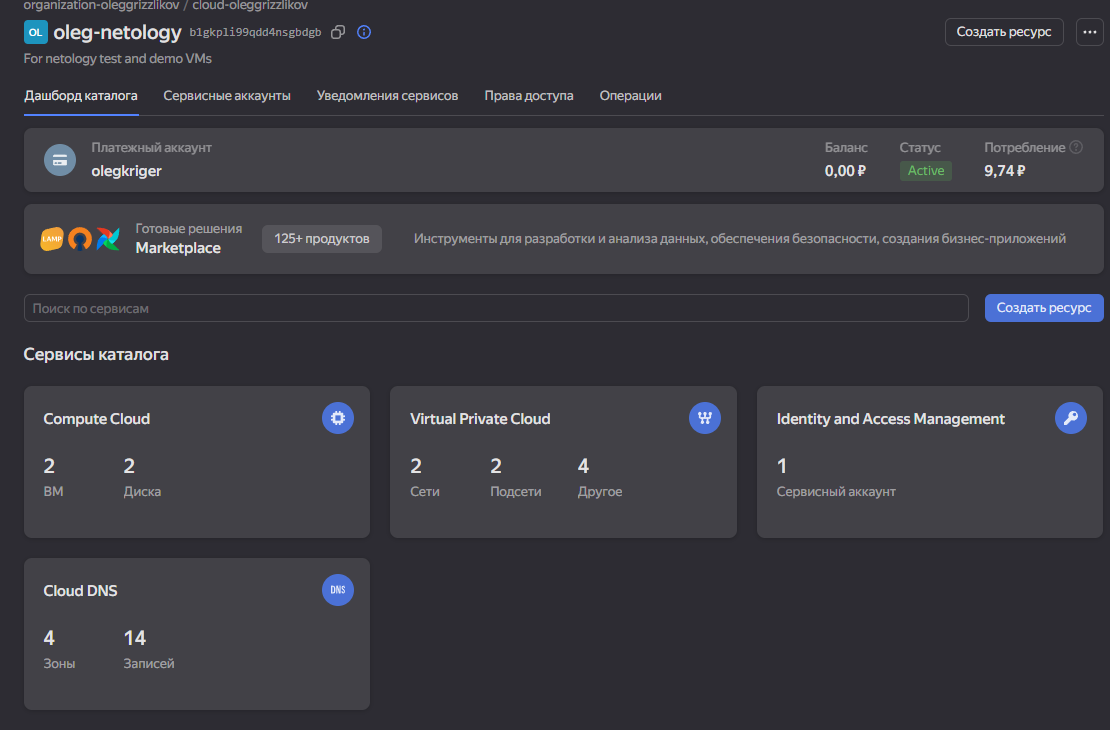 organization-oleggrizzlikov / cloud-oleggrizzlikov
OL oleg-netology b1gkp1i99qdd4nsgbdgb
Создать ресурс
For netology test and demo VMs
Дашборд каталога Сервисные аккаунты Уведомления сервисов Права доступа Операции
Платежный аккаунт Баланс Статус Потребление
olegkriger 0,00 ₽ Active 9,74 ₽
LAMP
Готовые решения
Marketplace
125+ продуктов
Инструменты для разработки и анализа данных, обеспечения безопасности, создания бизнес-приложений
Поиск по сервисам
Создать ресурс
Сервисы каталога
Compute Cloud
2 2
ВМ Диска
Virtual Private Cloud
2 2 4
Сети Подсети Другое
Identity and Access Management
1
Сервисный аккаунт
Cloud DNS
DNS
4 14
Зоны Записей